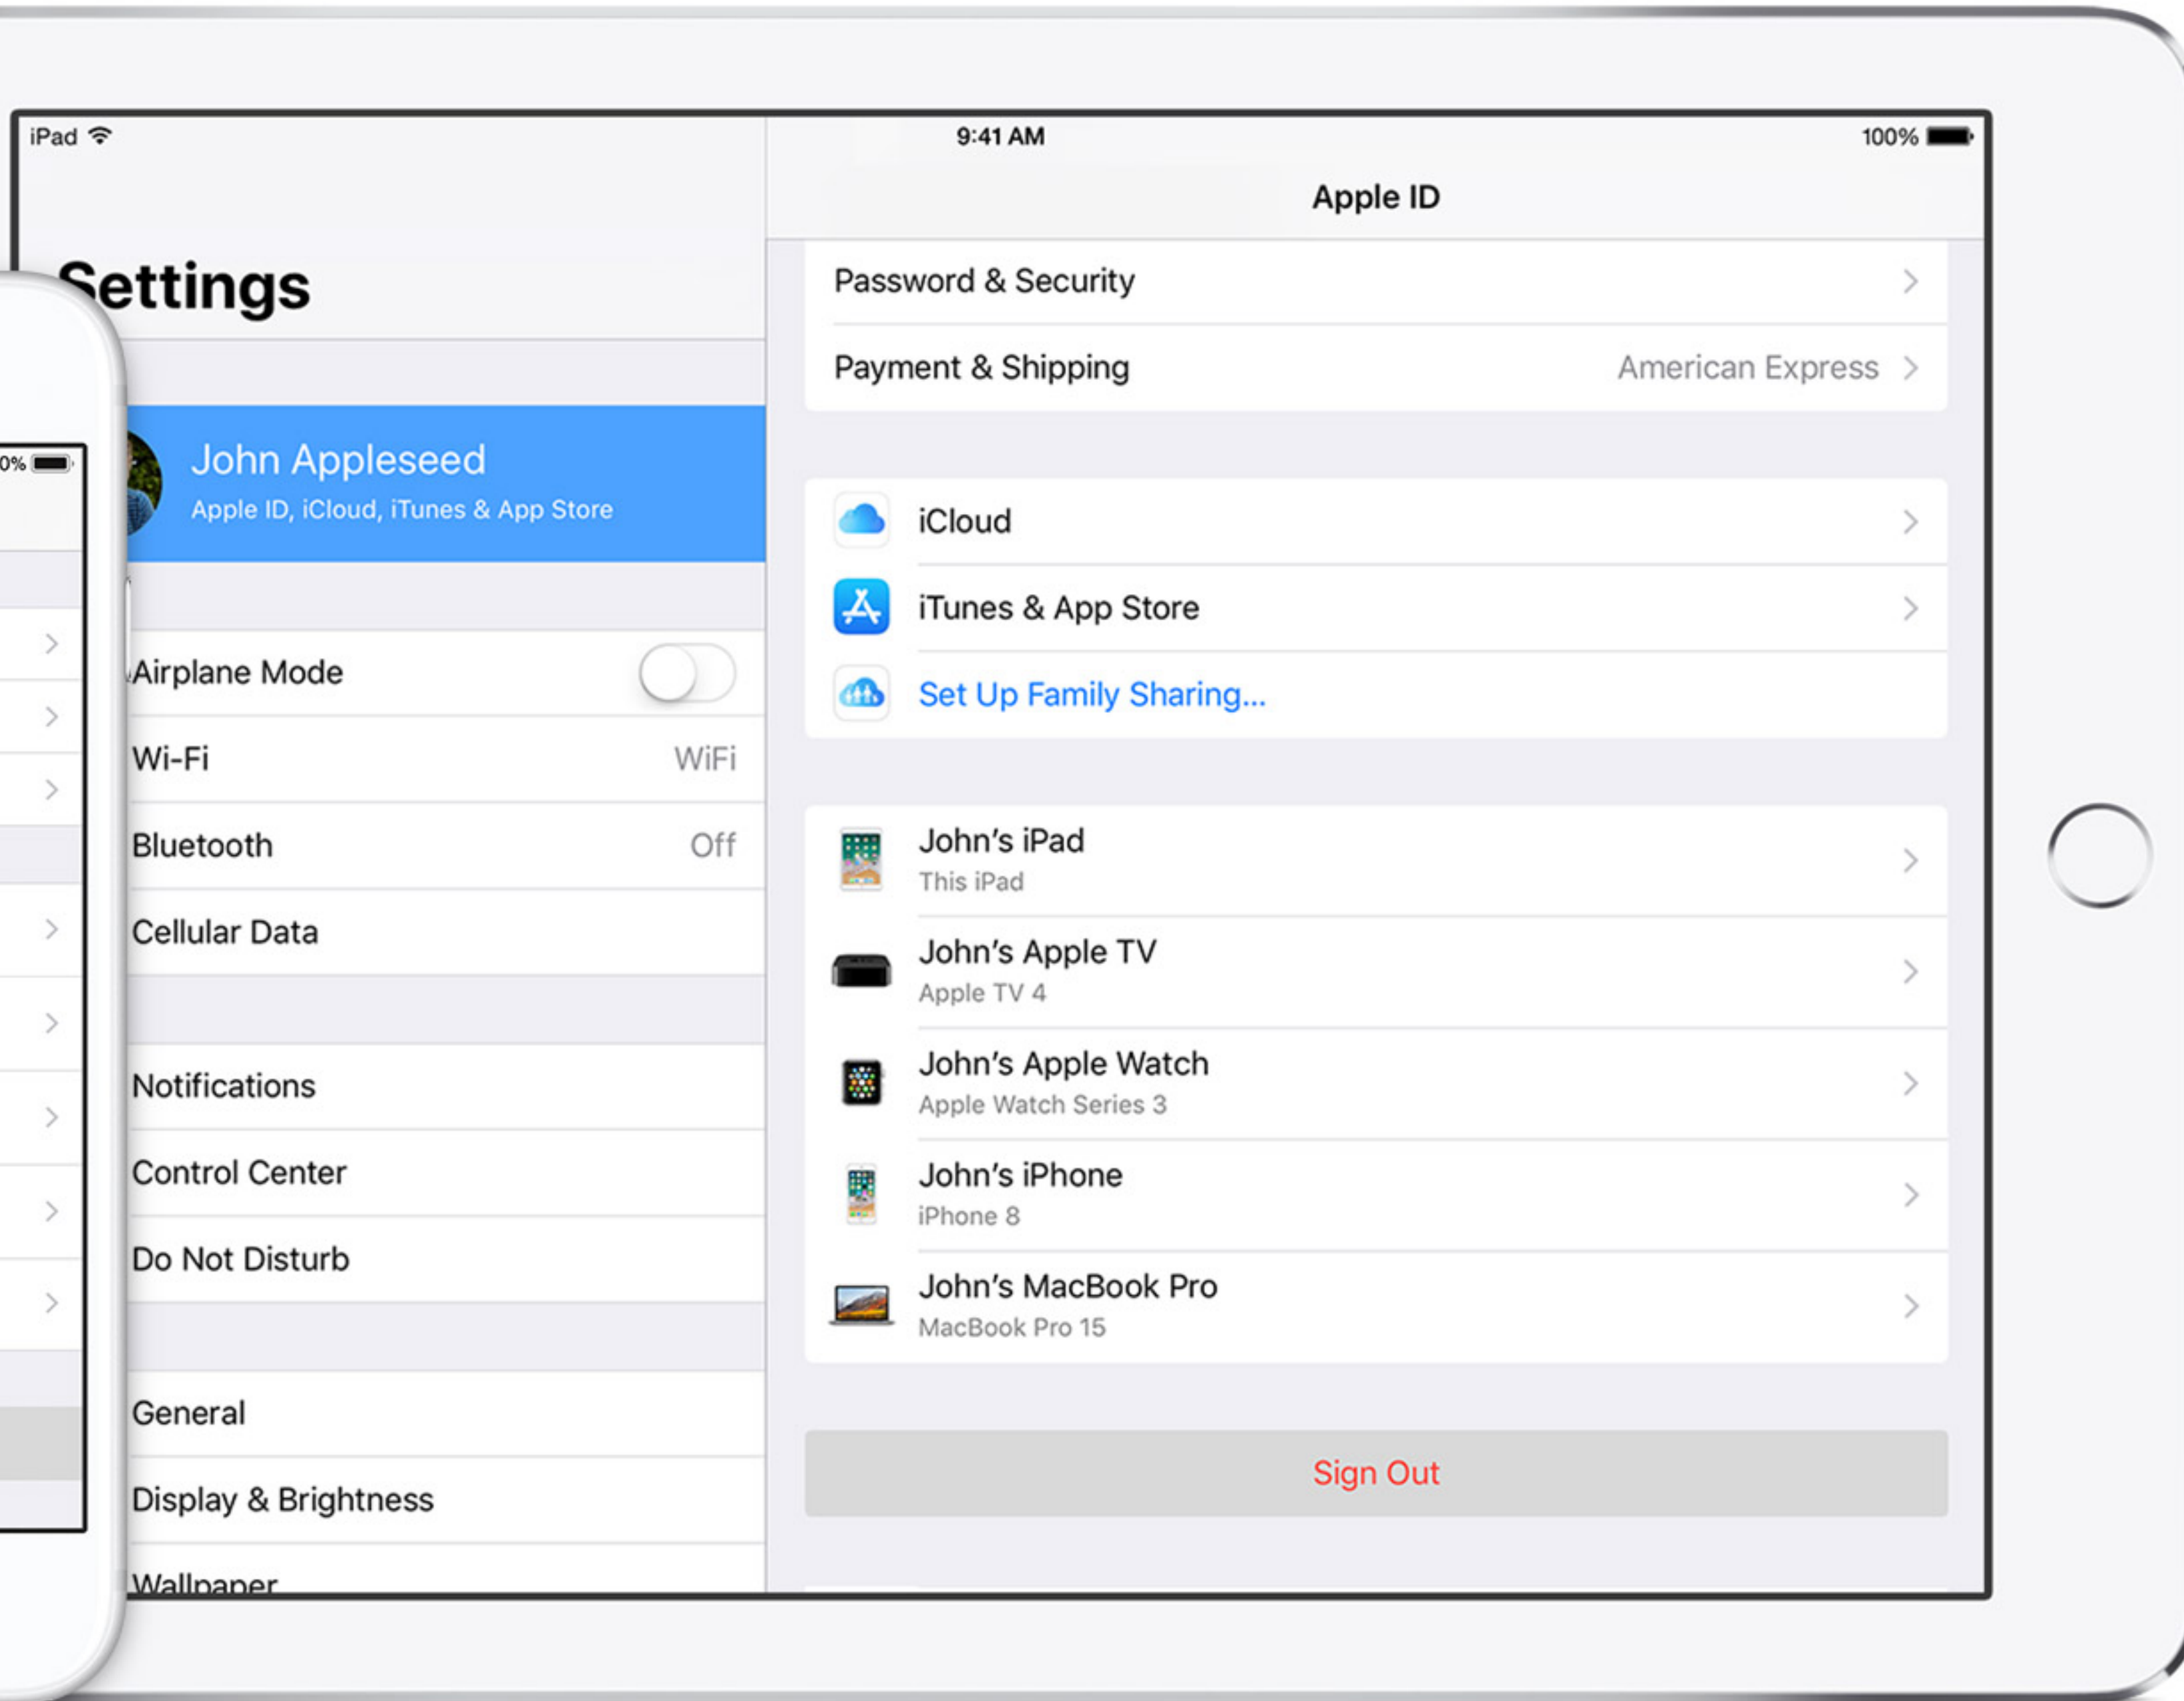 iPad
9:41 AM
100%
Settings
Apple ID
Password & Security
Payment & Shipping
American Express
0%
John Appleseed
Apple ID, iCloud, iTunes & App Store
iCloud
iTunes & App Store
Set Up Family Sharing...
Airplane Mode
Wi-Fi
WiFi
Bluetooth
Off
Cellular Data
Notifications
Control Center
Do Not Disturb
General
Display & Brightness
Wallpaper
John’s iPad
This iPad
John’s Apple TV
Apple TV 4
John’s Apple Watch
Apple Watch Series 3
John’s iPhone
iPhone 8
John’s MacBook Pro
MacBook Pro 15
Sign Out